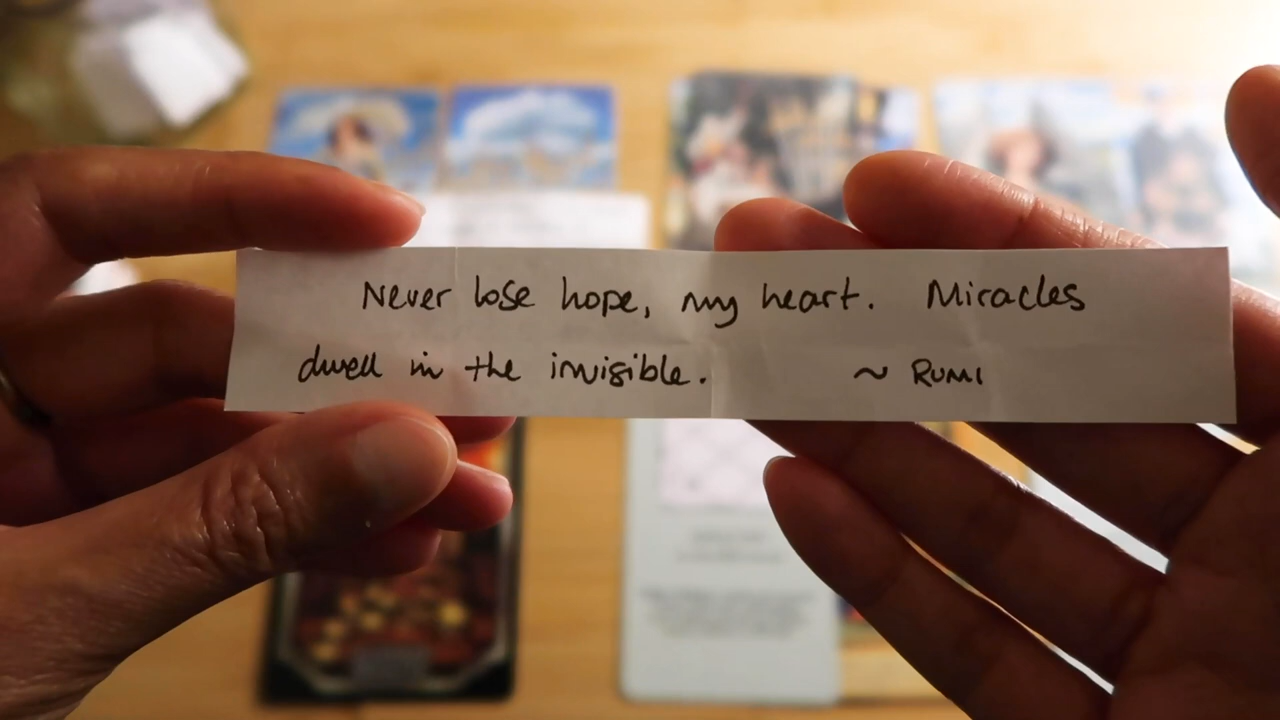 Never lose hope, my heart. Miracles
dwell in the invisible. ~ RUMI